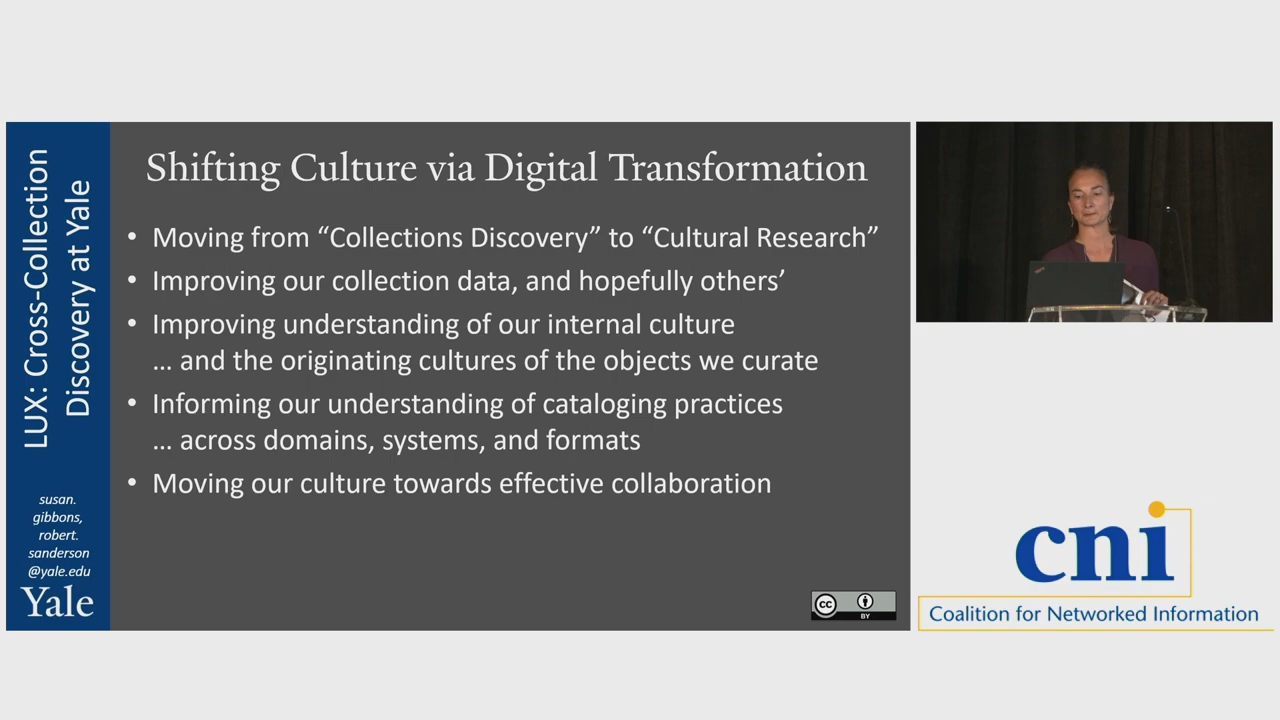 LUX: Cross-Collection
Discovery at Yale
susan.
gibbons,
robert.
sanderson
@yale.edu
Yale
Shifting Culture via Digital Transformation
• Moving from “Collections Discovery” to “Cultural Research”
• Improving our collection data, and hopefully others’
• Improving understanding of our internal culture
… and the originating cultures of the objects we curate
• Informing our understanding of cataloging practices
… across domains, systems, and formats
• Moving our culture towards effective collaboration
cc
BY
cni
Coalition for Networked Information